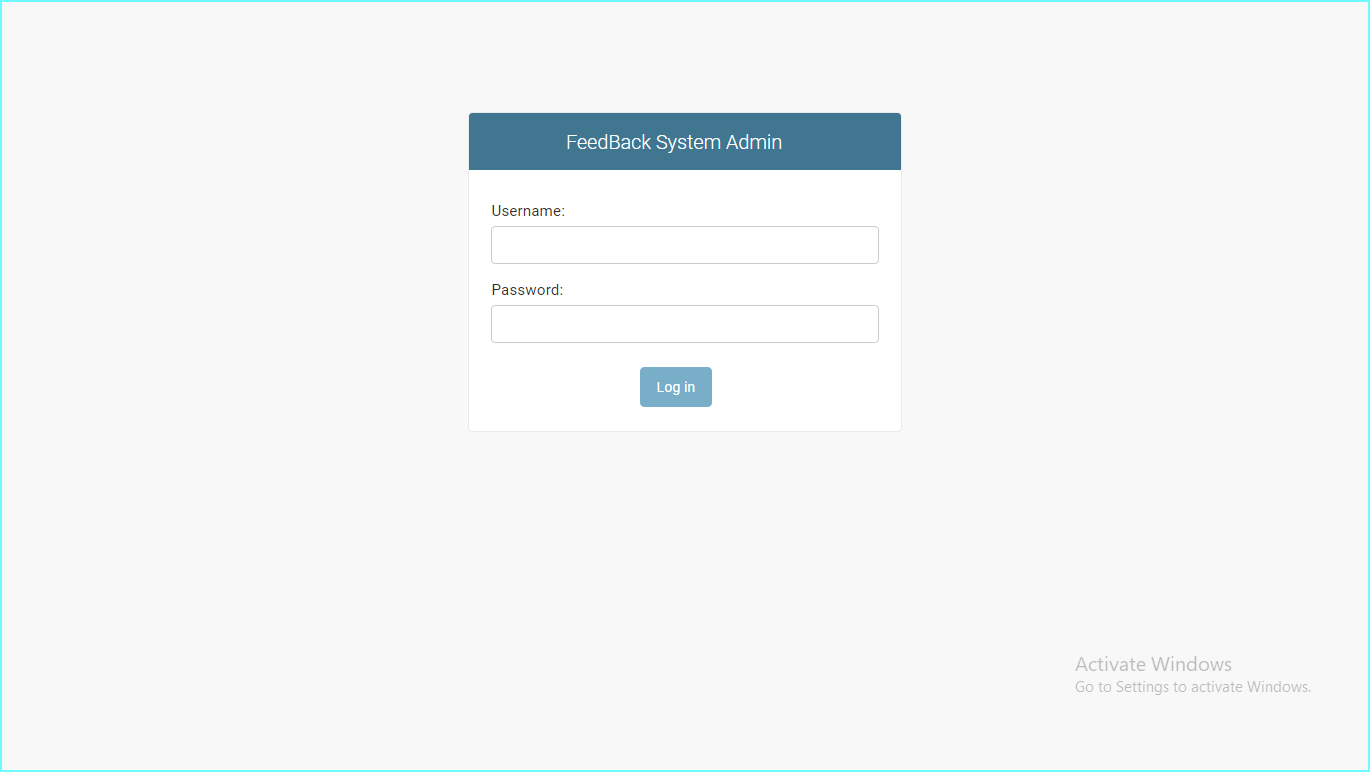 FeedBack System Admin
Username:
Password:
Log in
Activate Windows
Go to Settings to activate Windows.